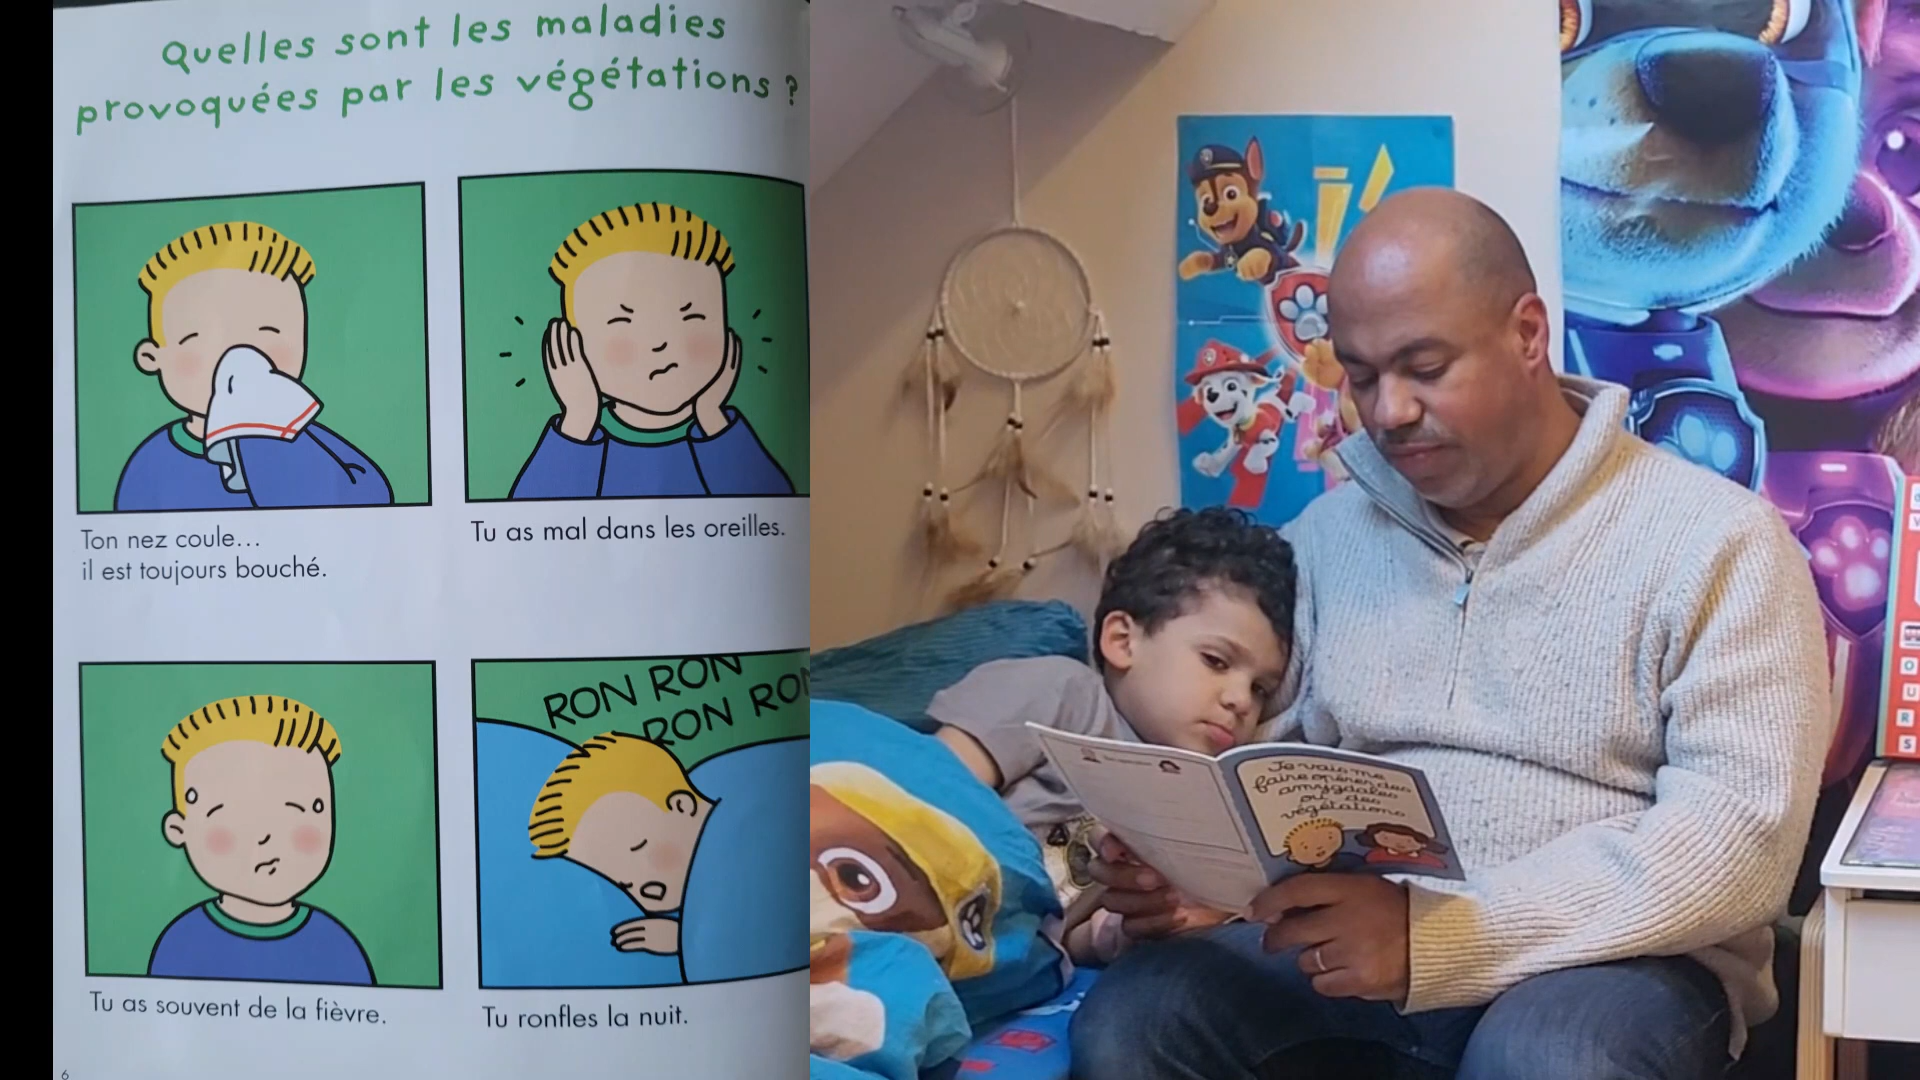 Quelles sont les maladies
provoquées par les végétations ?
Ton nez coule...
il est toujours bouché.
Tu as mal dans les oreilles.
RON RON
RON RON
Tu as souvent de la fièvre.
Tu ronfles la nuit.
6
Je vais me
faire opérer des
amygdales
ou des
végétations
O
U
R
S